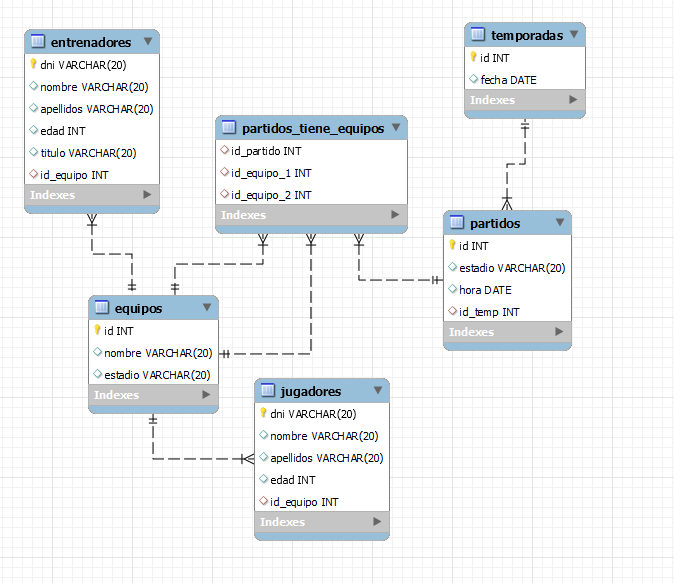 entrenadores
dni VARCHAR(20)
nombre VARCHAR(20)
apellidos VARCHAR(20)
edad INT
titulo VARCHAR(20)
id_equipo INT
Indexes
partidos_tiene_equipos
id_partido INT
id_equipo_1 INT
id_equipo_2 INT
Indexes
temporadas
id INT
fecha DATE
Indexes
partidos
id INT
estadio VARCHAR(20)
hora DATE
id_temp INT
Indexes
equipos
id INT
nombre VARCHAR(20)
estadio VARCHAR(20)
Indexes
jugadores
dni VARCHAR(20)
nombre VARCHAR(20)
apellidos VARCHAR(20)
edad INT
id_equipo INT
Indexes